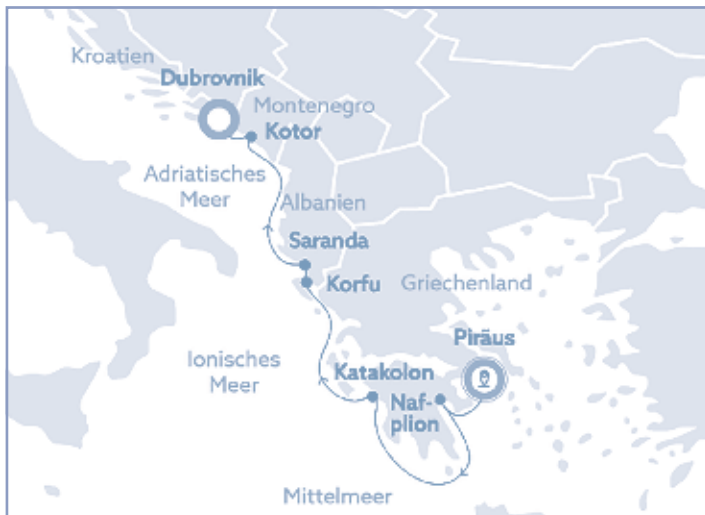 Kroatien
Dubrovnik
Montenegro
Kotor
Adriatisches
Meer
Albanien
Saranda
Korfu
Griechenland
Piräus
Ionisches
Meer
Katakolon
Naf-
plion
Mittelmeer